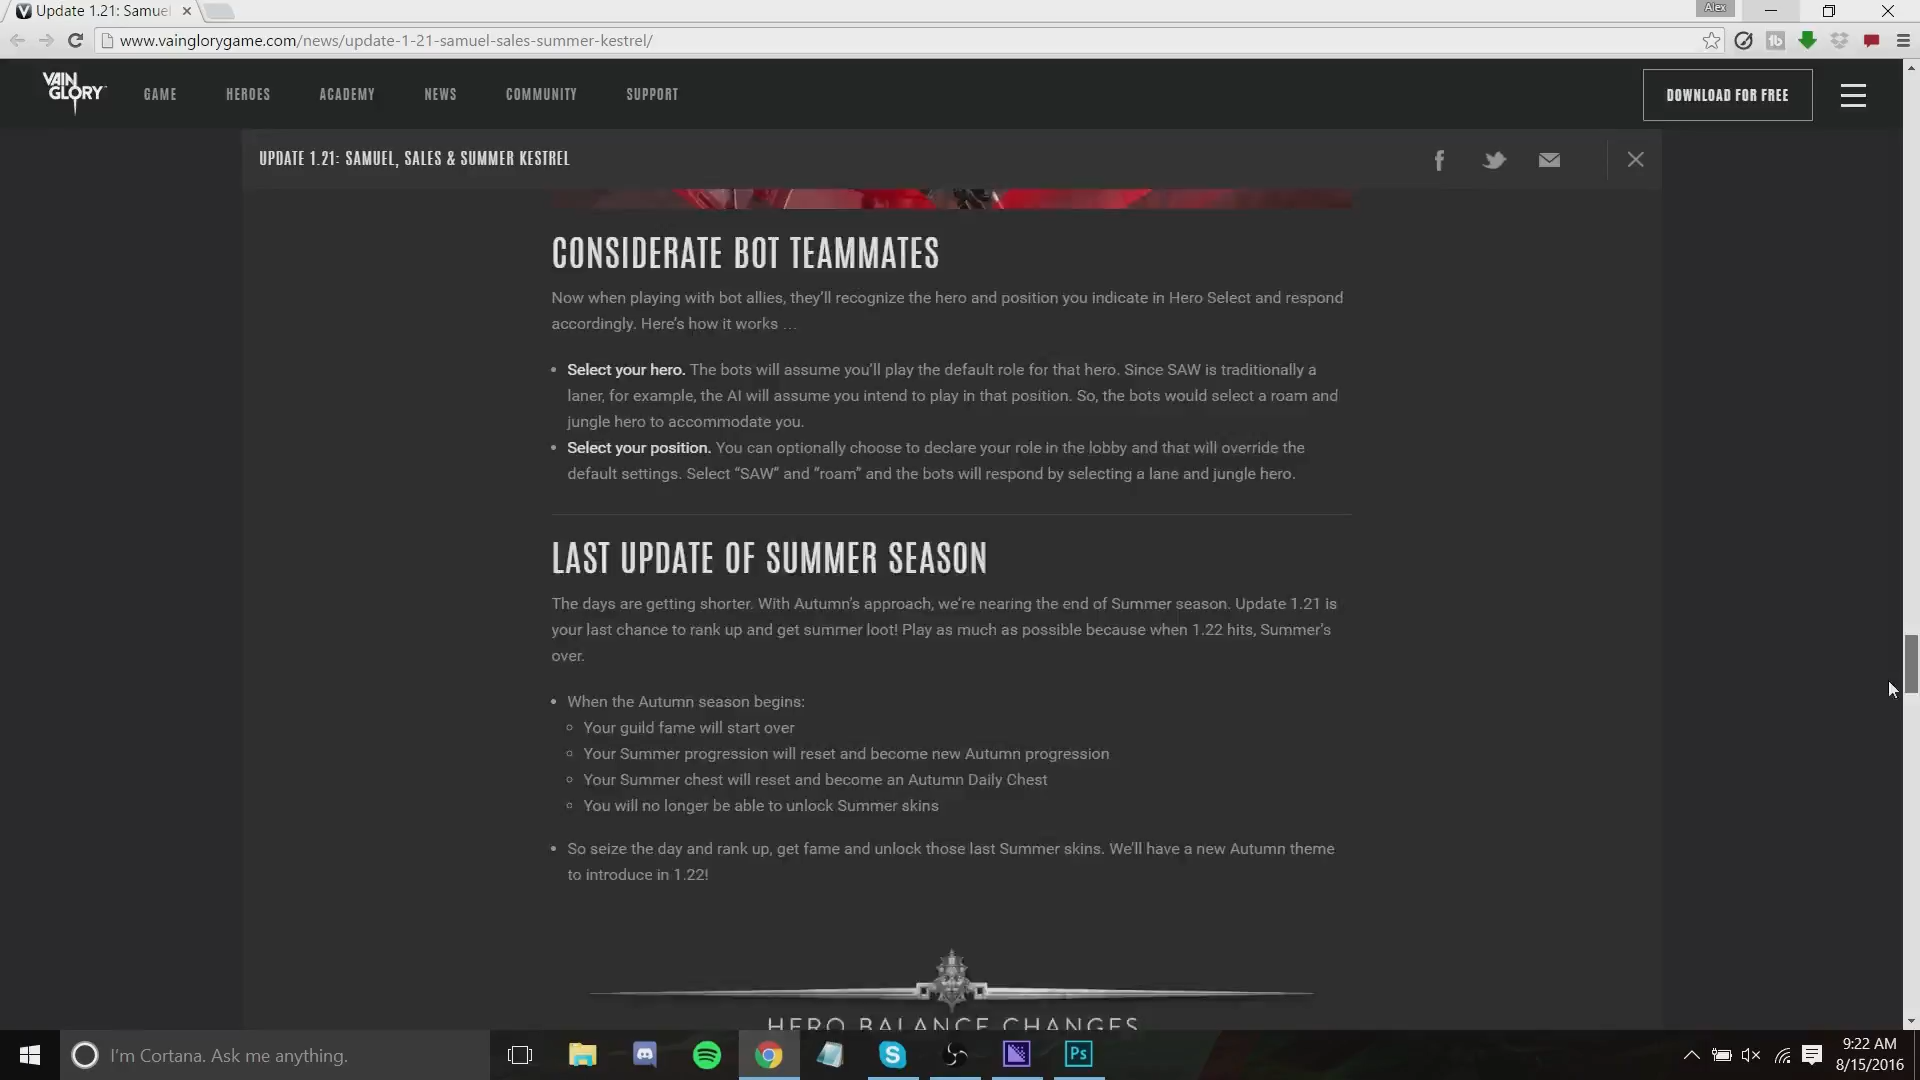 Update 1.21: Samuel
Alex
www.vainglorygame.com/news/update-1-21-samuel-sales-summer-kestrel/
VAIN
GLORY
GAME
HEROES
ACADEMY
NEWS
COMMUNITY
SUPPORT
DOWNLOAD FOR FREE
UPDATE 1.21: SAMUEL, SALES & SUMMER KESTREL
CONSIDERATE BOT TEAMMATES
Now when playing with bot allies, they'll recognize the hero and position you indicate in Hero Select and respond
accordingly. Here's how it works …
• Select your hero. The bots will assume you'll play the default role for that hero. Since SAW is traditionally a
laner, for example, the AI will assume you intend to play in that position. So, the bots would select a roam and
jungle hero to accommodate you.
• Select your position. You can optionally choose to declare your role in the lobby and that will override the
default settings. Select “SAW” and “roam” and the bots will respond by selecting a lane and jungle hero.
LAST UPDATE OF SUMMER SEASON
The days are getting shorter. With Autumn's approach, we're nearing the end of Summer season. Update 1.21 is
your last chance to rank up and get summer loot! Play as much as possible because when 1.22 hits, Summer's
over.
• When the Autumn season begins:
◦ Your guild fame will start over
◦ Your Summer progression will reset and become new Autumn progression
◦ Your Summer chest will reset and become an Autumn Daily Chest
◦ You will no longer be able to unlock Summer skins
• So seize the day and rank up, get fame and unlock those last Summer skins. We'll have a new Autumn theme
to introduce in 1.22!
HERO BALANCE CHANGES
I'm Cortana. Ask me anything.
Ps
9:22 AM
8/15/2016